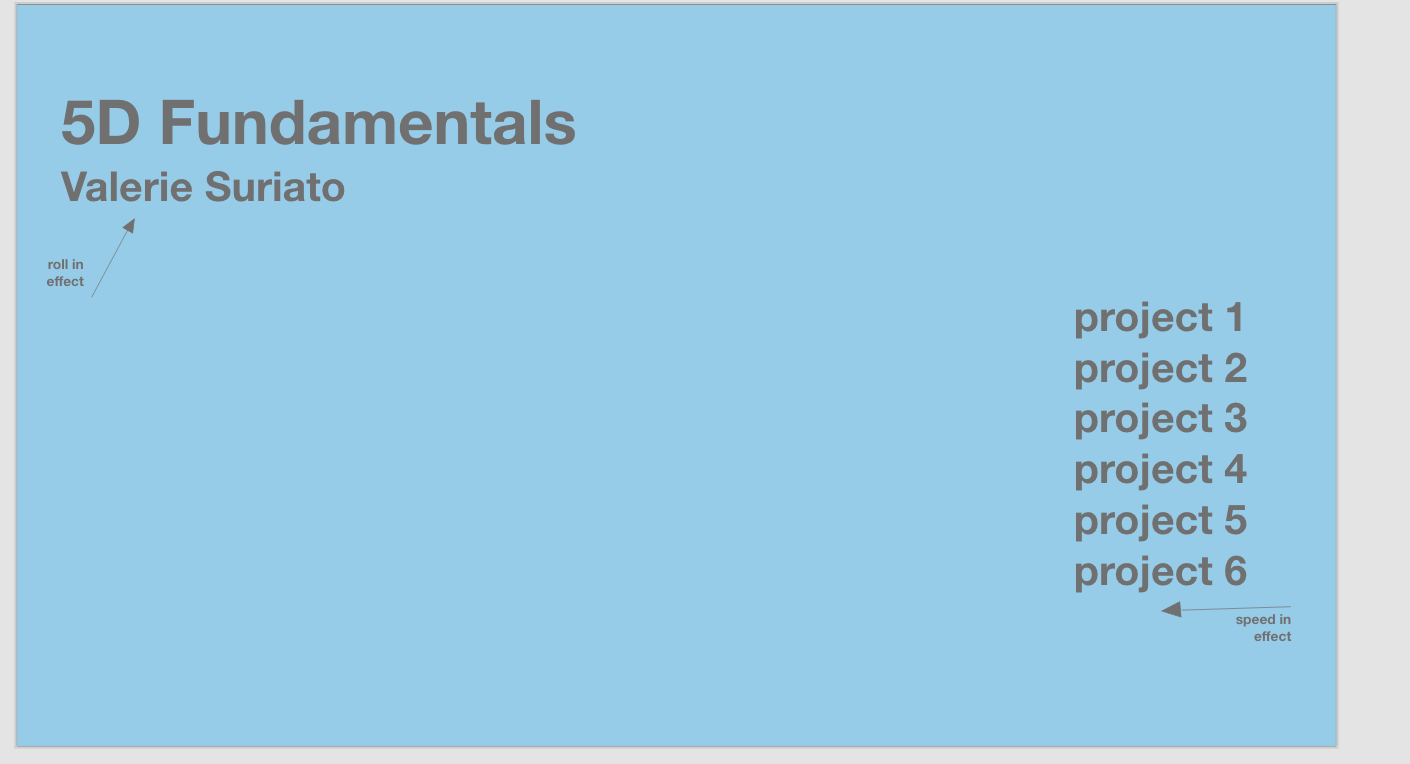 5D Fundamentals
Valerie Suriato
roll in
effect
project 1
project 2
project 3
project 4
project 5
project 6
speed in
effect